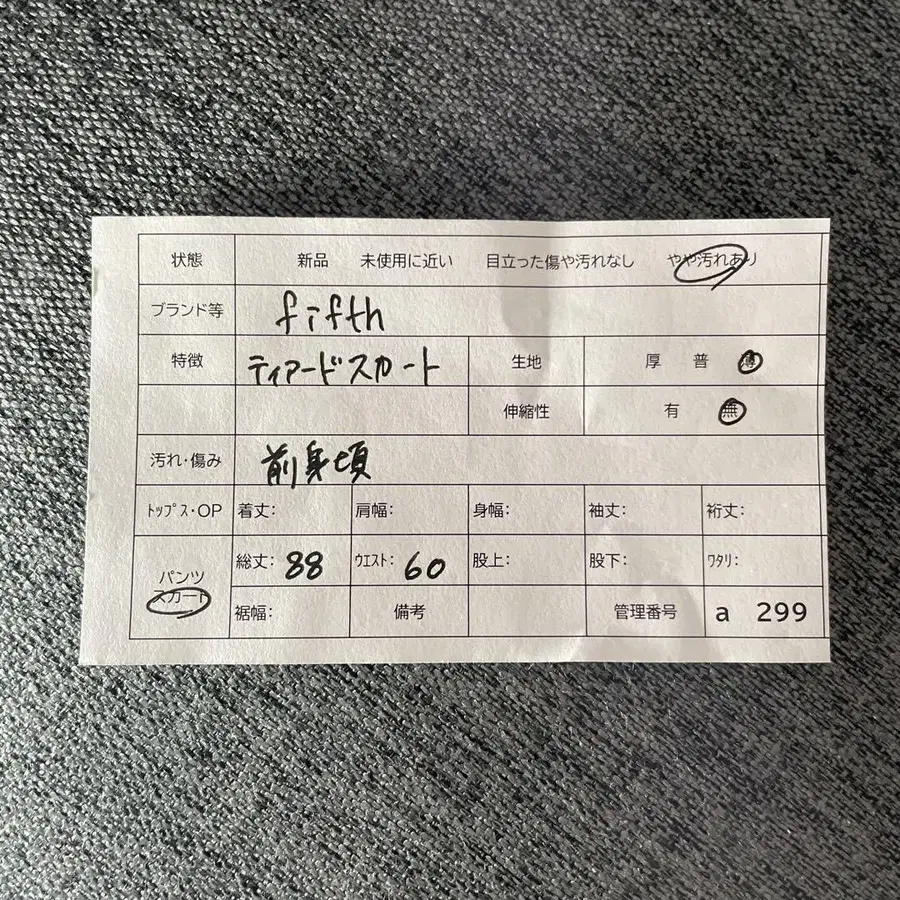 状態 新品 未使用に近い 目立った傷や汚れなし やや汚れあり
ブランド等 fifth
特徴 ティアードスカート 生地 厚 普 薄
伸縮性 有 無
汚れ・傷み 前身頃
トップス・OP 着丈: 肩幅: 身幅: 袖丈: 裄丈:
パンツ スカート 総丈: 88 ウエスト: 60 股上: 股下: ワタリ:
裾幅: 備考 管理番号 a 299